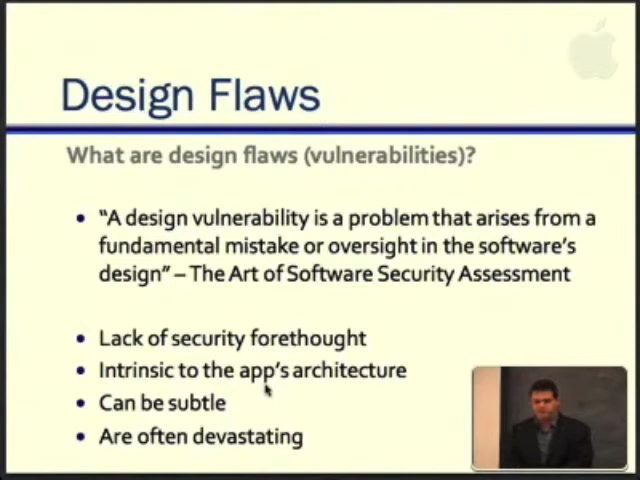 Design Flaws
What are design flaws (vulnerabilities)?
• “A design vulnerability is a problem that arises from a
fundamental mistake or oversight in the software’s
design” – The Art of Software Security Assessment
• Lack of security forethought
• Intrinsic to the app’s architecture
• Can be subtle
• Are often devastating